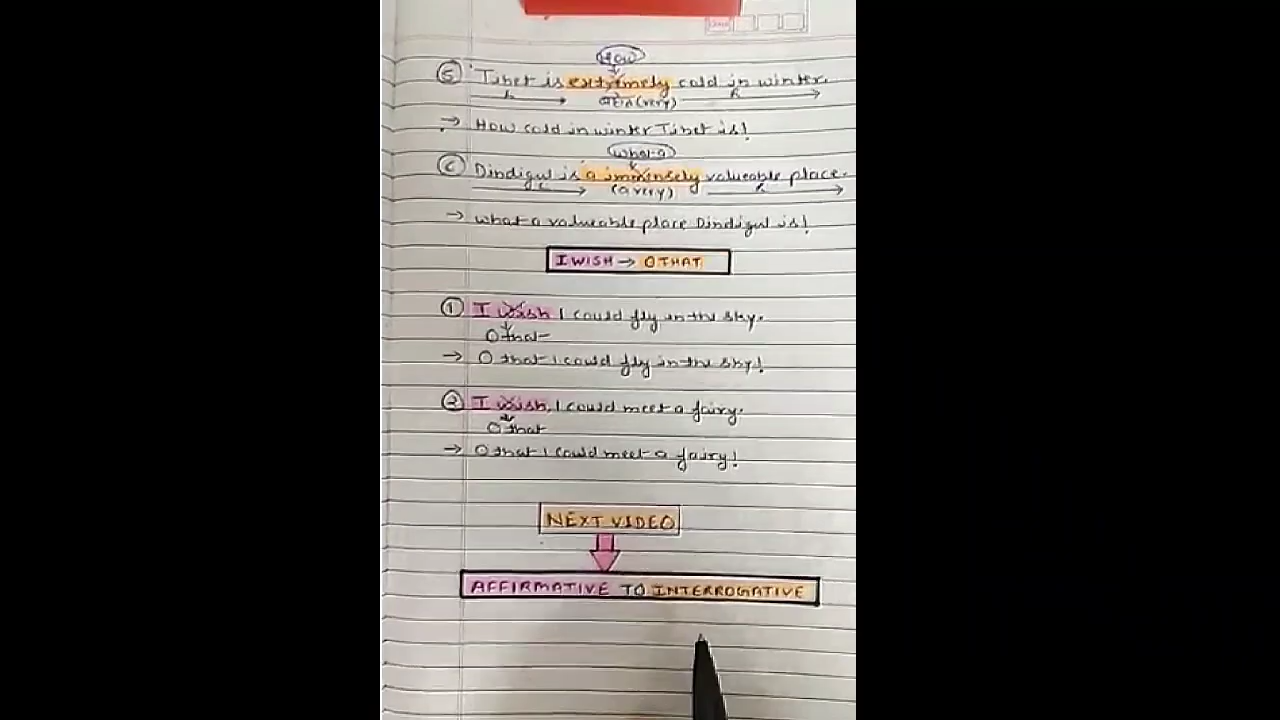 How
5 Tibet is extremely cold in winter.
(very)
→ How cold in winter Tibet is!
what a
6 Dindigul is a imminsely valueable place.
(a very)
→ what a valueable place Dindigul is!
I WISH → O THAT
1 I wish I could fly in the sky.
O that
→ O that I could fly in the sky!
2 I wish, I could meet a fairy.
O that
→ O that I could meet a fairy!
NEXT VIDEO
AFFIRMATIVE TO INTERROGATIVE